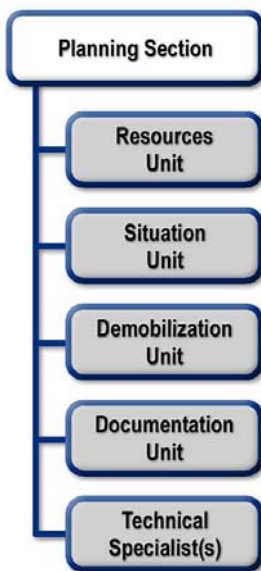 Planning Section
Resources
Unit
Situation
Unit
Demobilization
Unit
Documentation
Unit
Technical
Specialist(s)